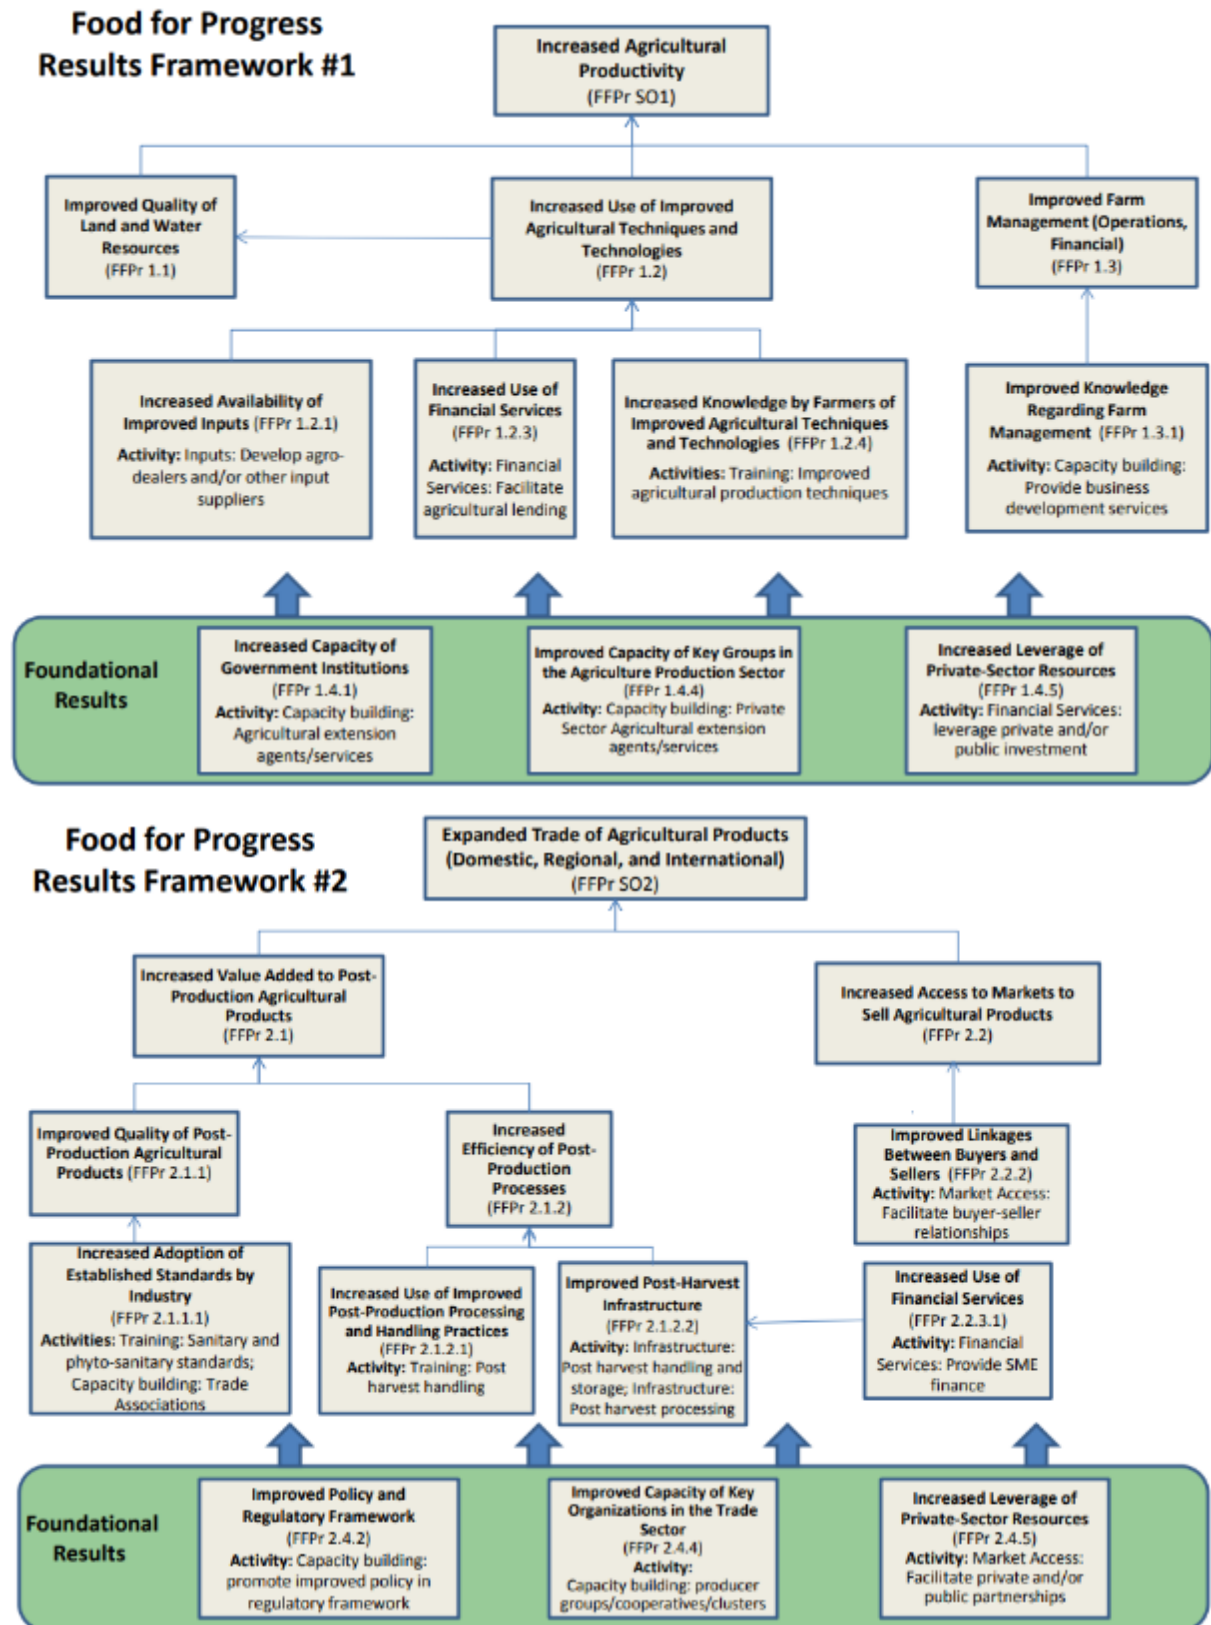 Food for Progress
Results Framework #1
Increased Agricultural
Productivity
(FFPr SO1)
Improved Quality of
Land and Water
Resources
(FFPr 1.1)
Increased Use of Improved
Agricultural Techniques and
Technologies
(FFPr 1.2)
Improved Farm
Management (Operations,
Financial)
(FFPr 1.3)
Increased Availability of
Improved Inputs (FFPr 1.2.1)
Activity: Inputs: Develop agro-
dealers and/or other input
suppliers
Increased Use of
Financial Services
(FFPr 1.2.3)
Activity: Financial
Services: Facilitate
agricultural lending
Increased Knowledge by Farmers of
Improved Agricultural Techniques
and Technologies (FFPr 1.2.4)
Activities: Training: Improved
agricultural production techniques
Improved Knowledge
Regarding Farm
Management (FFPr 1.3.1)
Activity: Capacity building:
Provide business
development services
Foundational
Results
Increased Capacity of
Government Institutions
(FFPr 1.4.1)
Activity: Capacity building:
Agricultural extension
agents/services
Improved Capacity of Key Groups in
the Agriculture Production Sector
(FFPr 1.4.4)
Activity: Capacity building: Private
Sector Agricultural extension
agents/services
Increased Leverage of
Private-Sector Resources
(FFPr 1.4.5)
Activity: Financial Services:
leverage private and/or
public investment
Food for Progress
Results Framework #2
Expanded Trade of Agricultural Products
(Domestic, Regional, and International)
(FFPr SO2)
Increased Value Added to Post-
Production Agricultural
Products
(FFPr 2.1)
Increased Access to Markets to
Sell Agricultural Products
(FFPr 2.2)
Improved Quality of Post-
Production Agricultural
Products (FFPr 2.1.1)
Increased
Efficiency of Post-
Production
Processes
(FFPr 2.1.2)
Improved Linkages
Between Buyers and
Sellers (FFPr 2.2.2)
Activity: Market Access:
Facilitate buyer-seller
relationships
Increased Adoption of
Established Standards by
Industry
(FFPr 2.1.1.1)
Activities: Training: Sanitary and
phyto-sanitary standards;
Capacity building: Trade
Associations
Increased Use of Improved
Post-Production Processing
and Handling Practices
(FFPr 2.1.2.1)
Activity: Training: Post
harvest handling
Improved Post-Harvest
Infrastructure
(FFPr 2.1.2.2)
Activity: Infrastructure:
Post harvest handling and
storage; Infrastructure:
Post harvest processing
Increased Use of
Financial Services
(FFPr 2.2.3.1)
Activity: Financial
Services: Provide SME
finance
Foundational
Results
Improved Policy and
Regulatory Framework
(FFPr 2.4.2)
Activity: Capacity building:
promote improved policy in
regulatory framework
Improved Capacity of Key
Organizations in the Trade
Sector
(FFPr 2.4.4)
Activity:
Capacity building: producer
groups/cooperatives/clusters
Increased Leverage of
Private-Sector Resources
(FFPr 2.4.5)
Activity: Market Access:
Facilitate private and/or
public partnerships